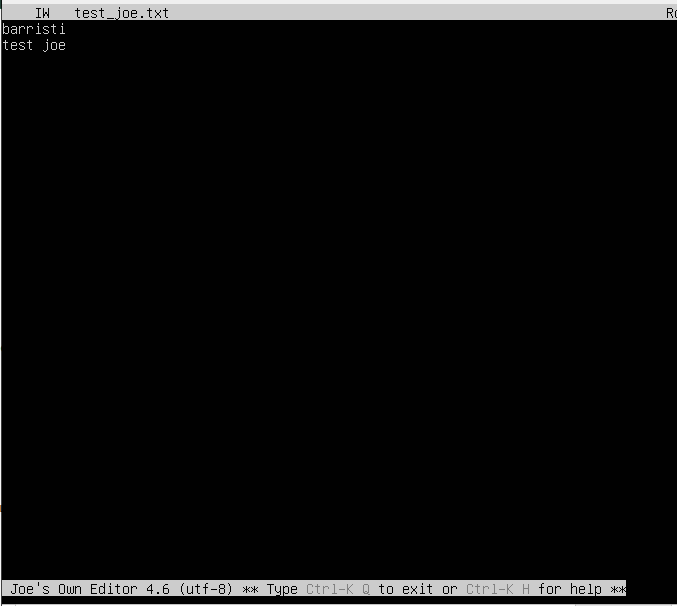 IW test_joe.txt Ro
barristi
test joe
Joe's Own Editor 4.6 (utf-8) ** Type Ctrl-K Q to exit or Ctrl-K H for help **